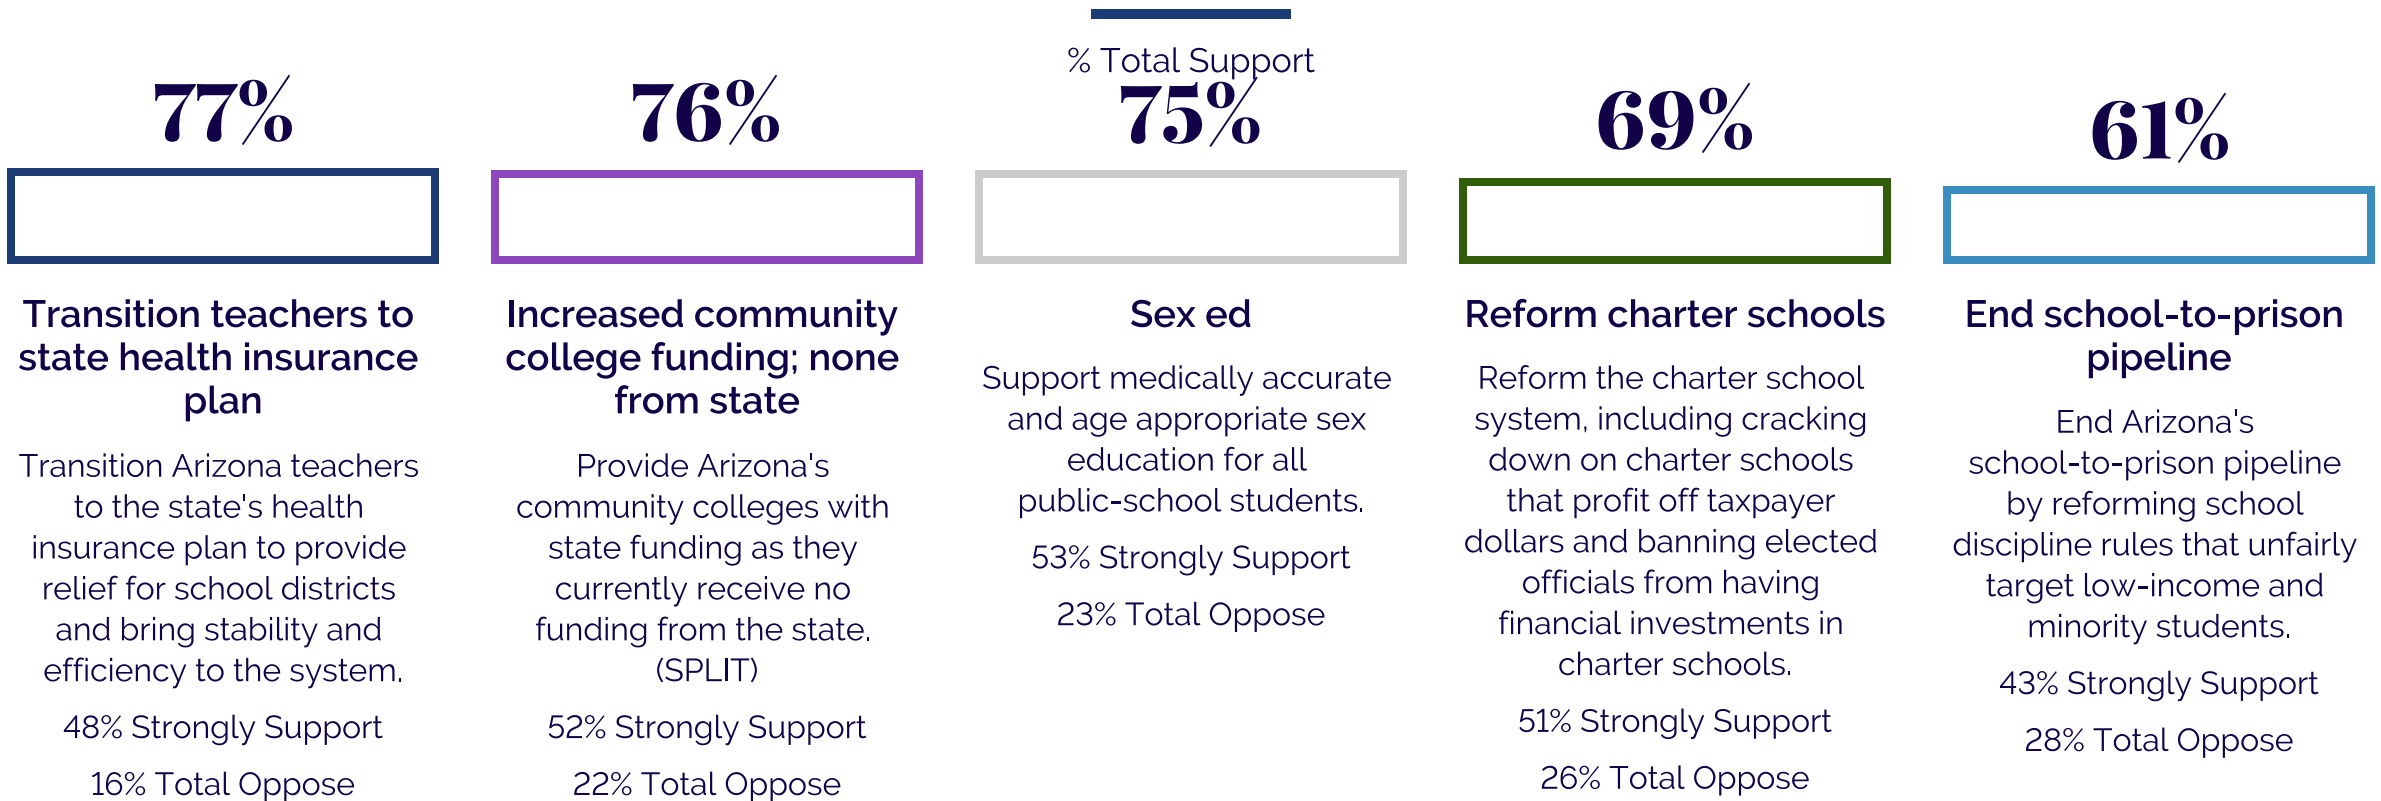 % Total Support
77%
Transition teachers to
state health insurance
plan
Transition Arizona teachers
to the state's health
insurance plan to provide
relief for school districts
and bring stability and
efficiency to the system.
48% Strongly Support
16% Total Oppose
76%
Increased community
college funding; none
from state
Provide Arizona's
community colleges with
state funding as they
currently receive no
funding from the state.
(SPLIT)
52% Strongly Support
22% Total Oppose
75%
Sex ed
Support medically accurate
and age appropriate sex
education for all
public-school students.
53% Strongly Support
23% Total Oppose
69%
Reform charter schools
Reform the charter school
system, including cracking
down on charter schools
that profit off taxpayer
dollars and banning elected
officials from having
financial investments in
charter schools.
51% Strongly Support
26% Total Oppose
61%
End school-to-prison
pipeline
End Arizona's
school-to-prison pipeline
by reforming school
discipline rules that unfairly
target low-income and
minority students.
43% Strongly Support
28% Total Oppose